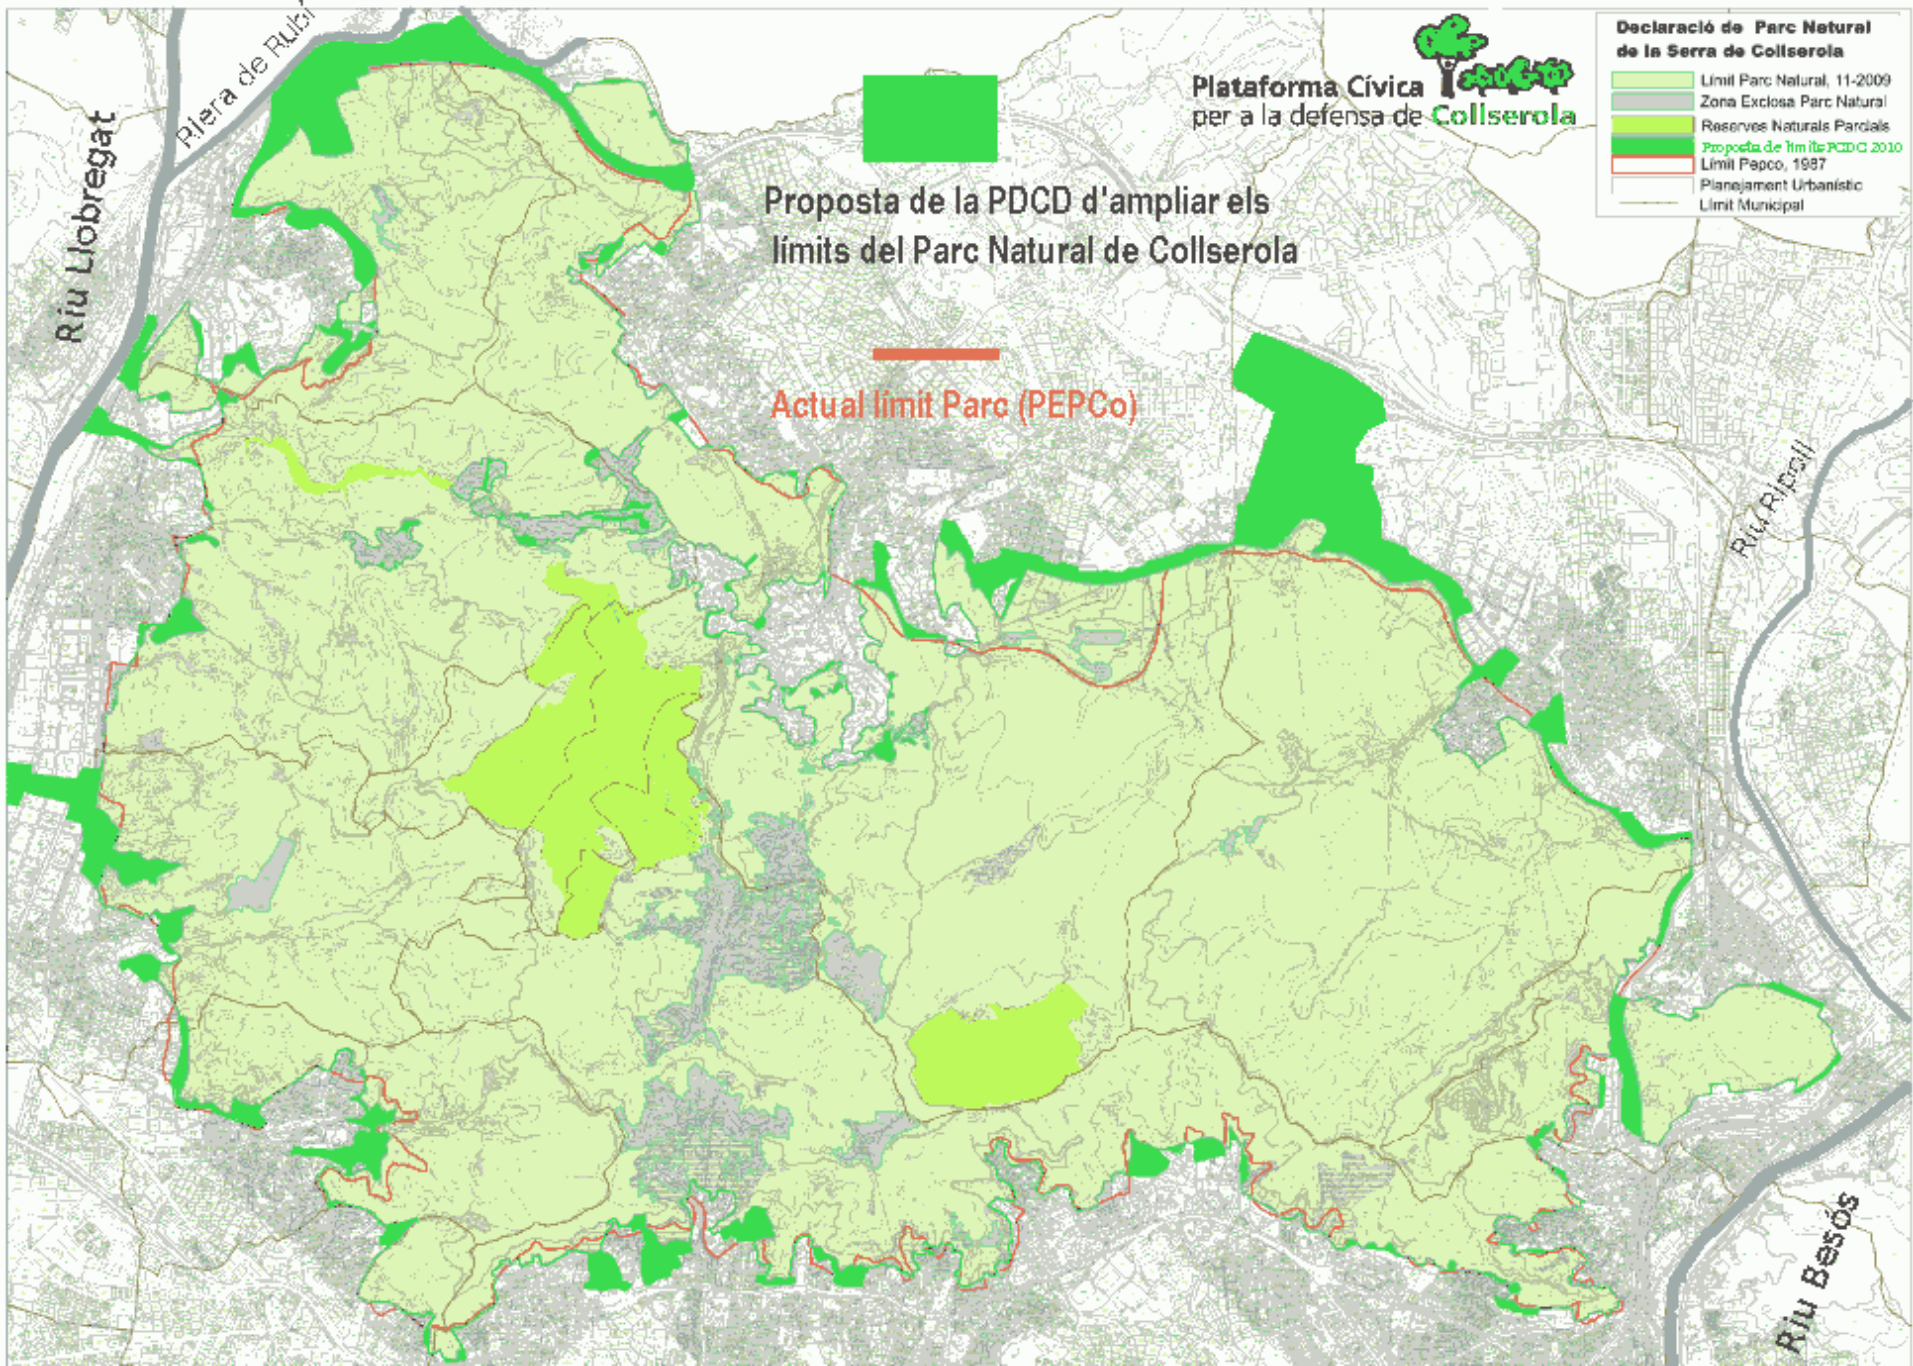 Riera de Rubí
Riu Llobregat
Plataforma Cívica
per a la defensa de Collserola
Proposta de la PDCD d'ampliar els
límits del Parc Natural de Collserola
Actual límit Parc (PEPCo)
Declaració de Parc Natural
de la Serra de Collserola
Límit Parc Natural, 11-2009
Zona Exclosa Parc Natural
Reserves Naturals Parcials
Proposta de límits PCDC 2010
Límit Pepco, 1987
Planejament Urbanístic
Límit Municipal
Riu Ripoll
Riu Besós